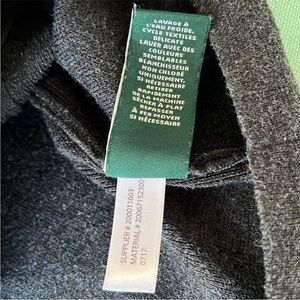 LAVAGE À
L'EAU FROIDE,
CYCLE TEXTILES
DÉLICATS
LAVER AVEC DES
COULEURS
SEMBLABLES
BLANCHISSEUR
NON CHLORÉ
UNIQUEMENT,
SI NÉCESSAIRE
RETIRER
RAPIDEMENT
DE LA MACHINE
SÉCHER À PLAT
REPASSER
À FER MOYEN
SI NÉCESSAIRE
SUPPLIER # 200011603
MATERIAL # 200671523001
0717